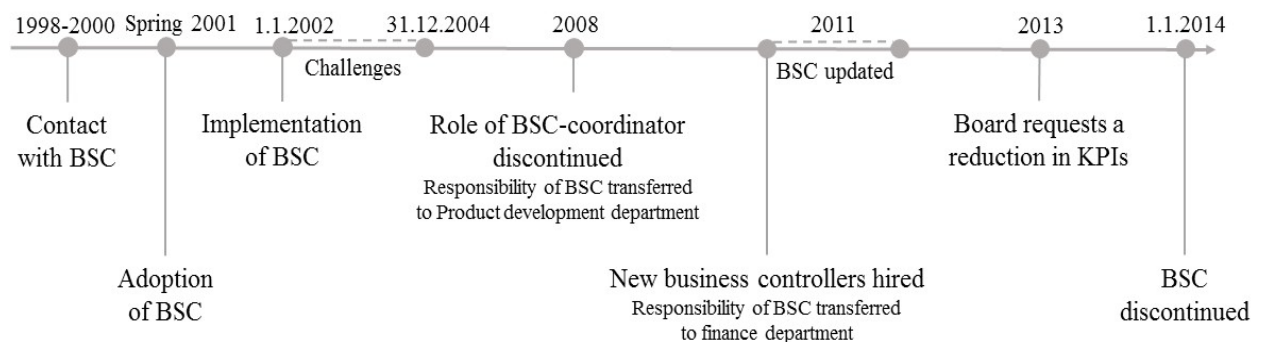 1998-2000 Spring 2001 1.1.2002 31.12.2004 2008 2011 2013 1.1.2014
Challenges
BSC updated
Contact
with BSC
Implementation
of BSC
Role of BSC-coordinator
discontinued
Responsibility of BSC transferred
to Product development department
Board requests a
reduction in KPIs
Adoption
of BSC
New business controllers hired
Responsibility of BSC transferred
to finance department
BSC
discontinued